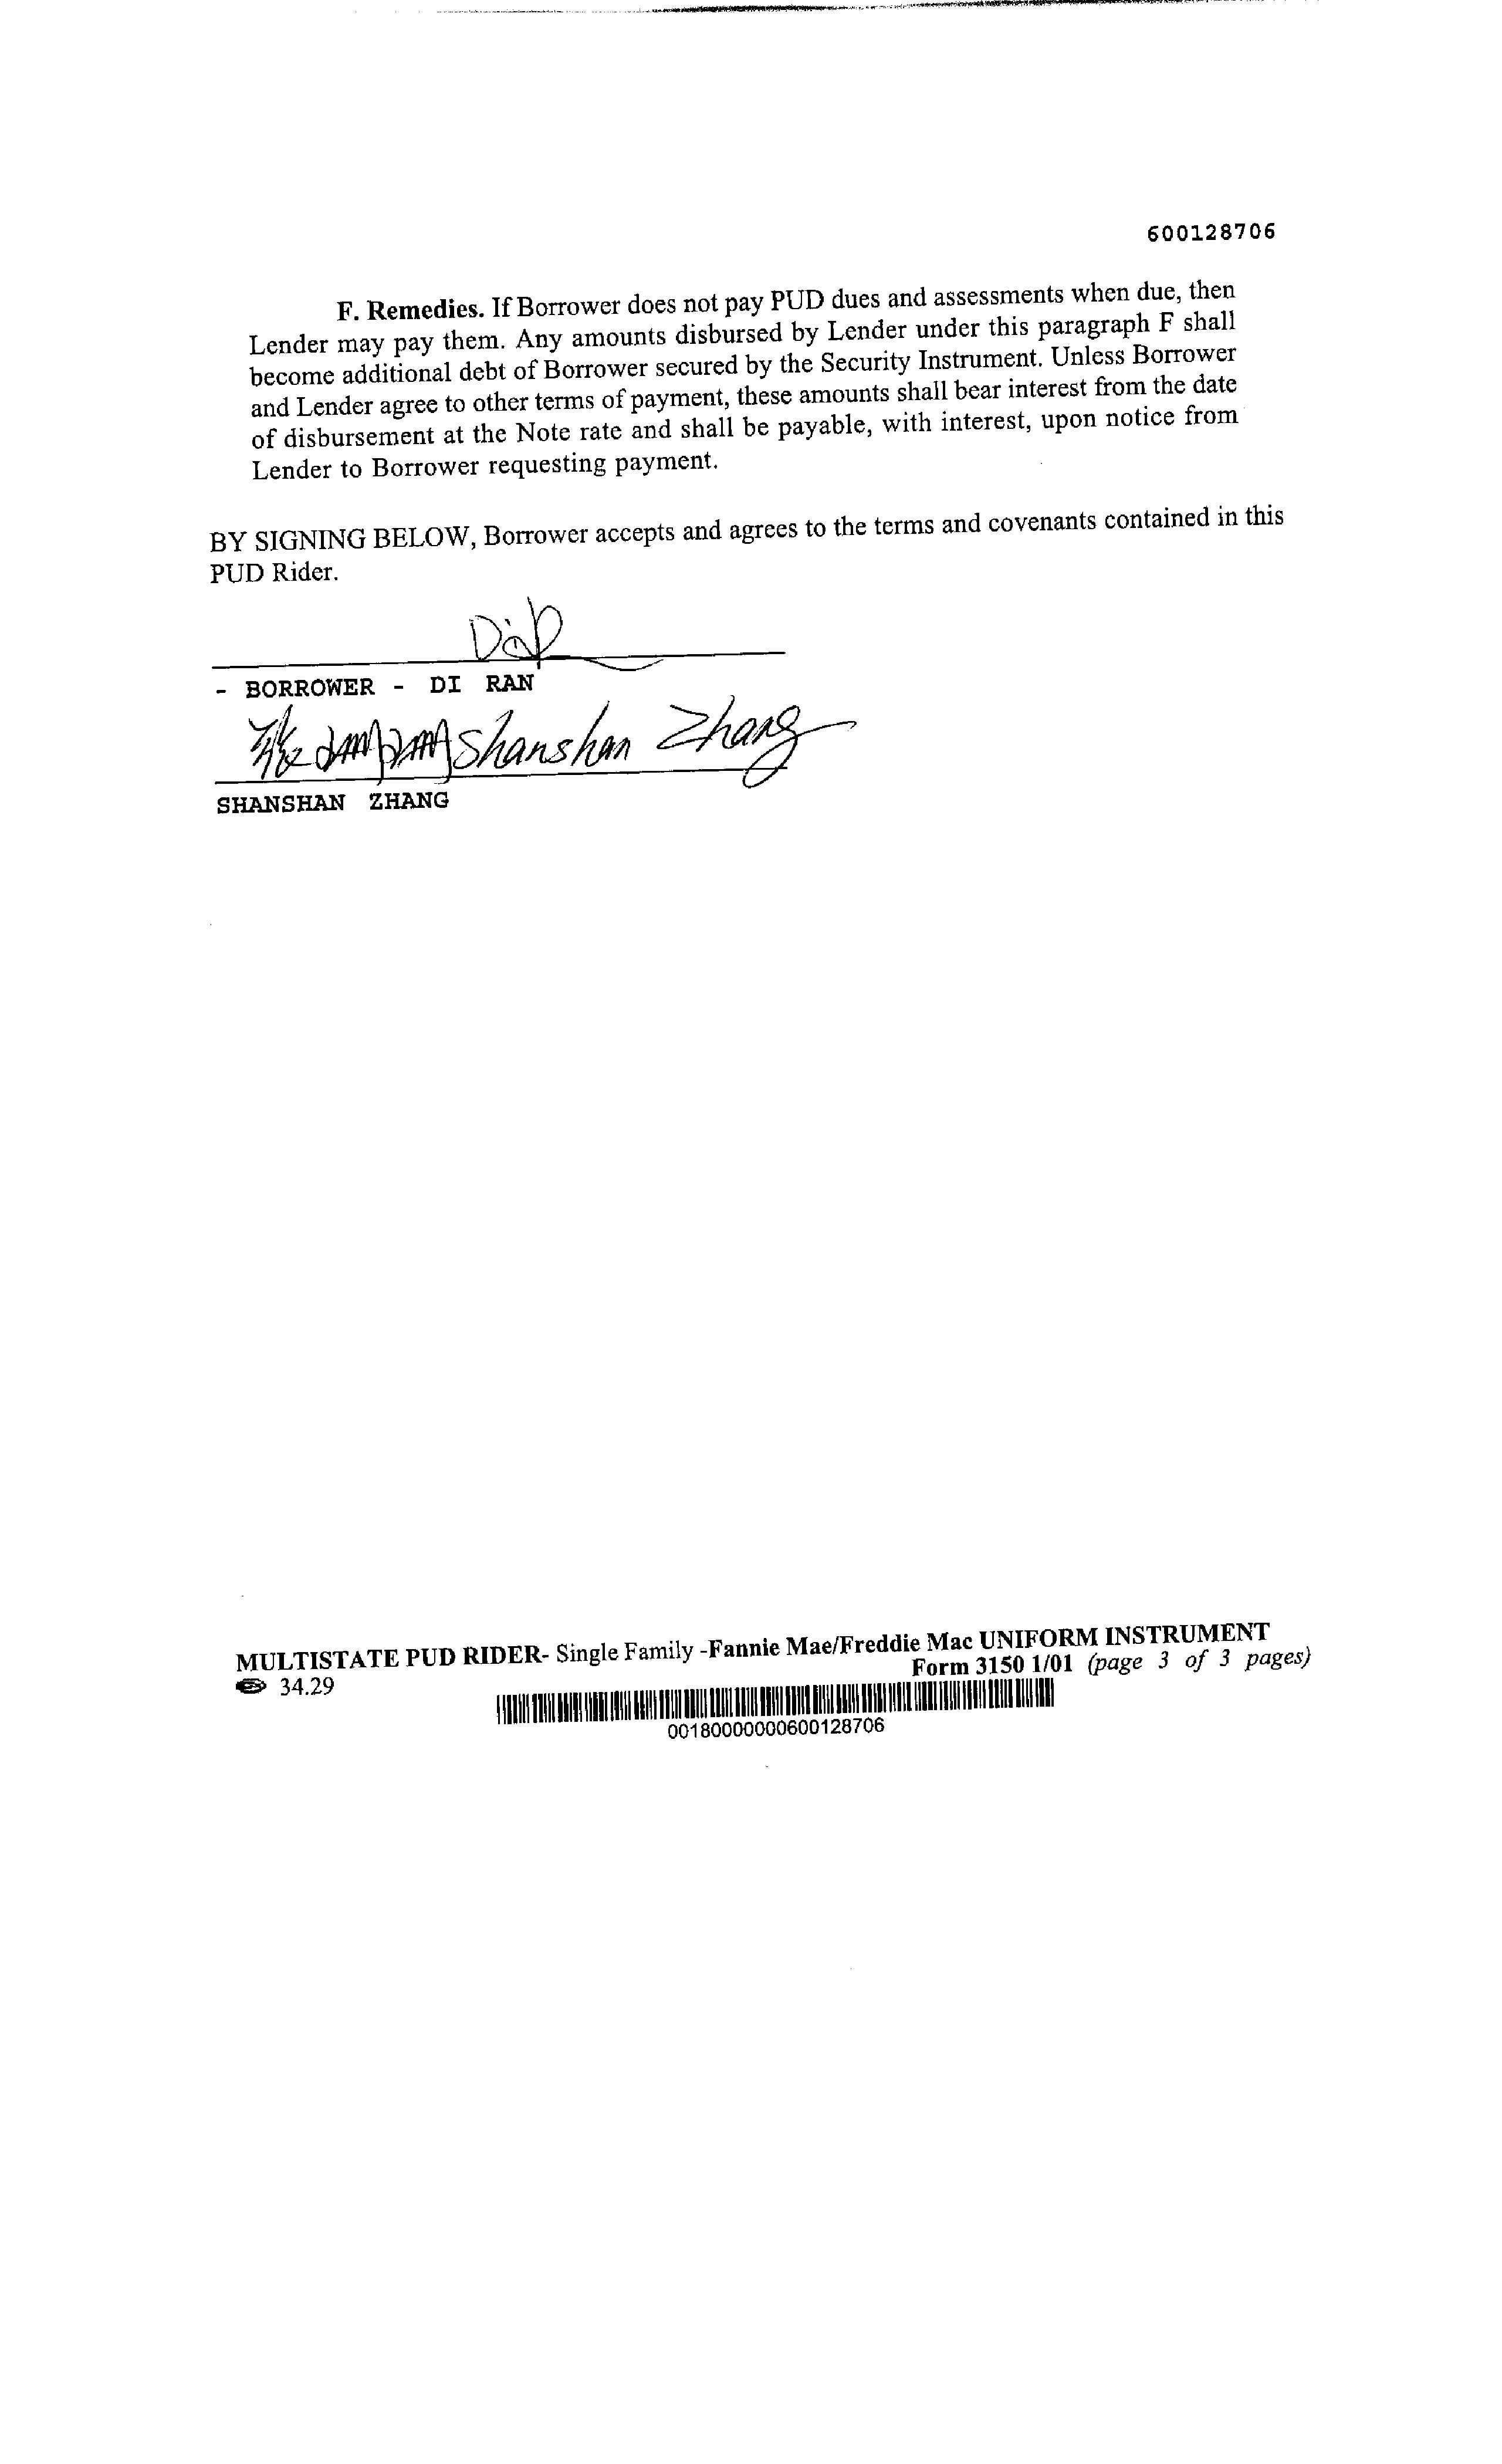 600128706
F. Remedies. If Borrower does not pay PUD dues and assessments when due, then
Lender may pay them. Any amounts disbursed by Lender under this paragraph F shall
become additional debt of Borrower secured by the Security Instrument. Unless Borrower
and Lender agree to other terms of payment, these amounts shall bear interest from the date
of disbursement at the Note rate and shall be payable, with interest, upon notice from
Lender to Borrower requesting payment.
BY SIGNING BELOW, Borrower accepts and agrees to the terms and covenants contained in this
PUD Rider.
- BORROWER - DI RAN
Shanshan Zhang
SHANSHAN ZHANG
MULTISTATE PUD RIDER- Single Family -Fannie Mae/Freddie Mac UNIFORM INSTRUMENT
34.29 Form 3150 1/01 (page 3 of 3 pages)
00180000000600128706